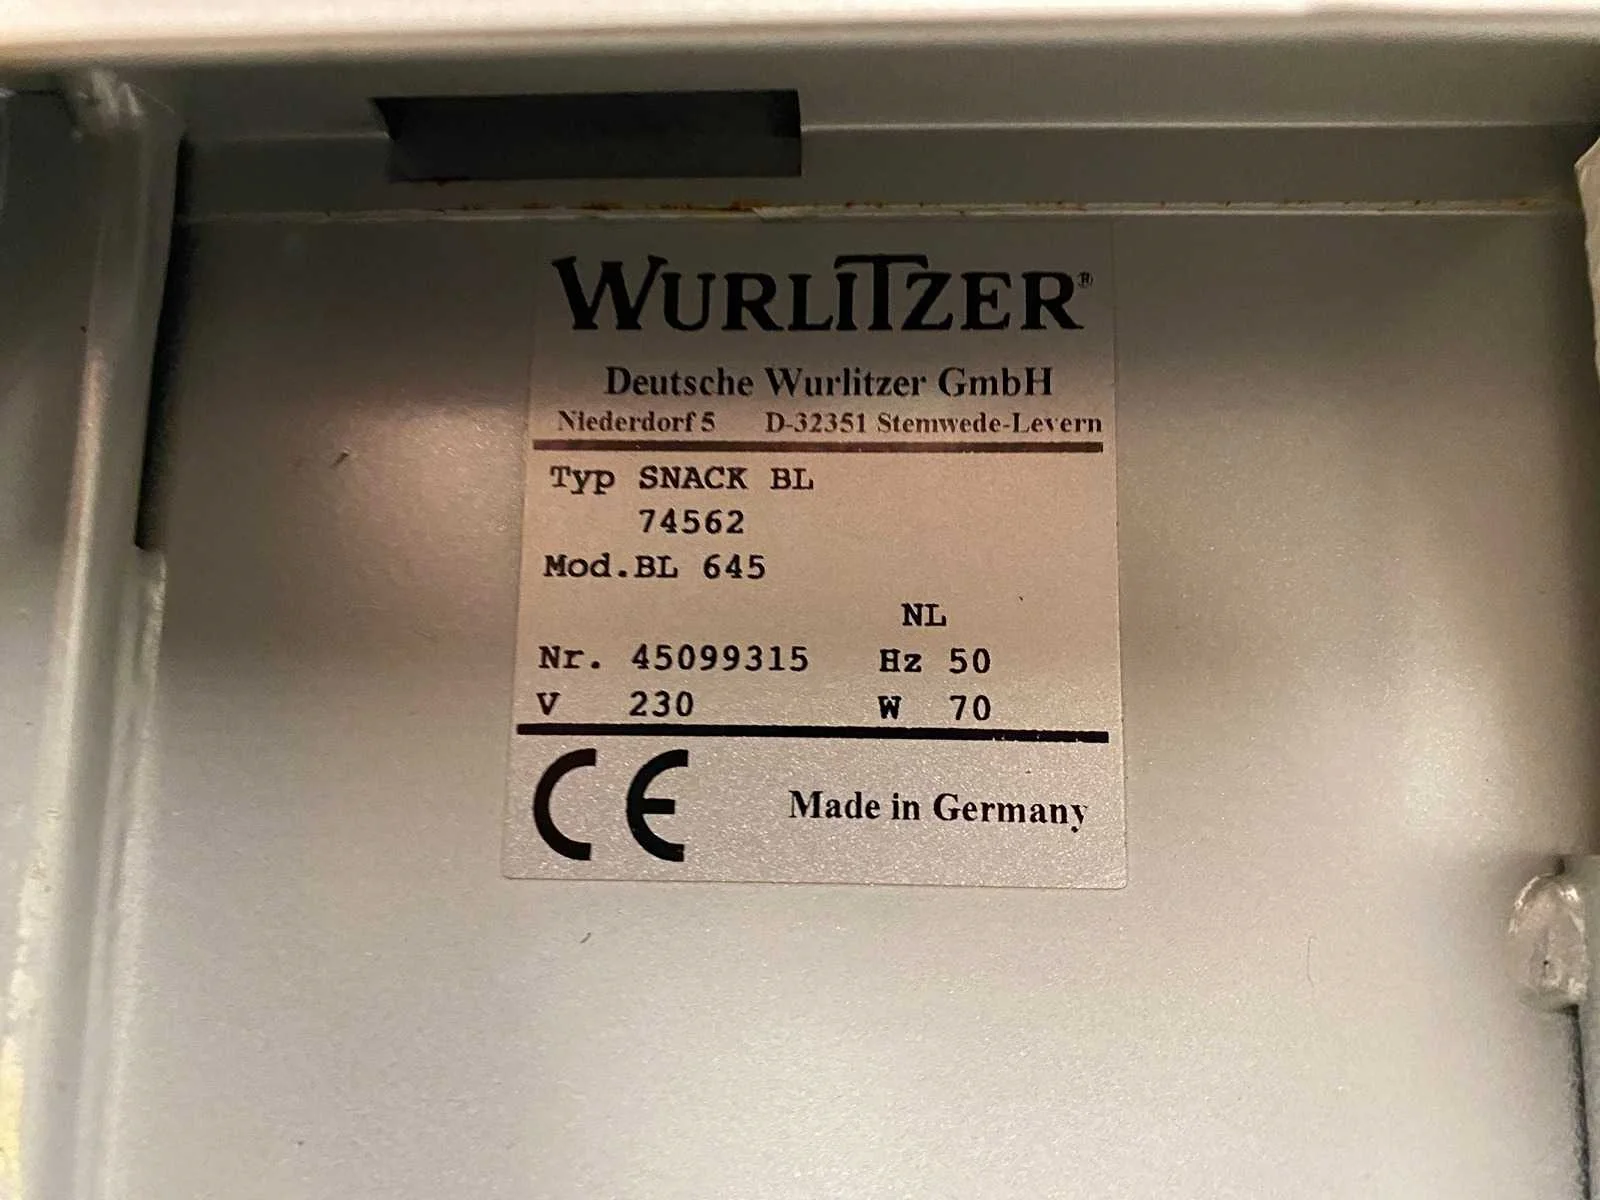 WURLITZER®
Deutsche Wurlitzer GmbH
Niederdorf 5 D-32351 Stemwede-Levern
Typ SNACK BL
74562
Mod.BL 645
NL
Nr. 45099315 Hz 50
V 230 W 70
CE Made in Germany